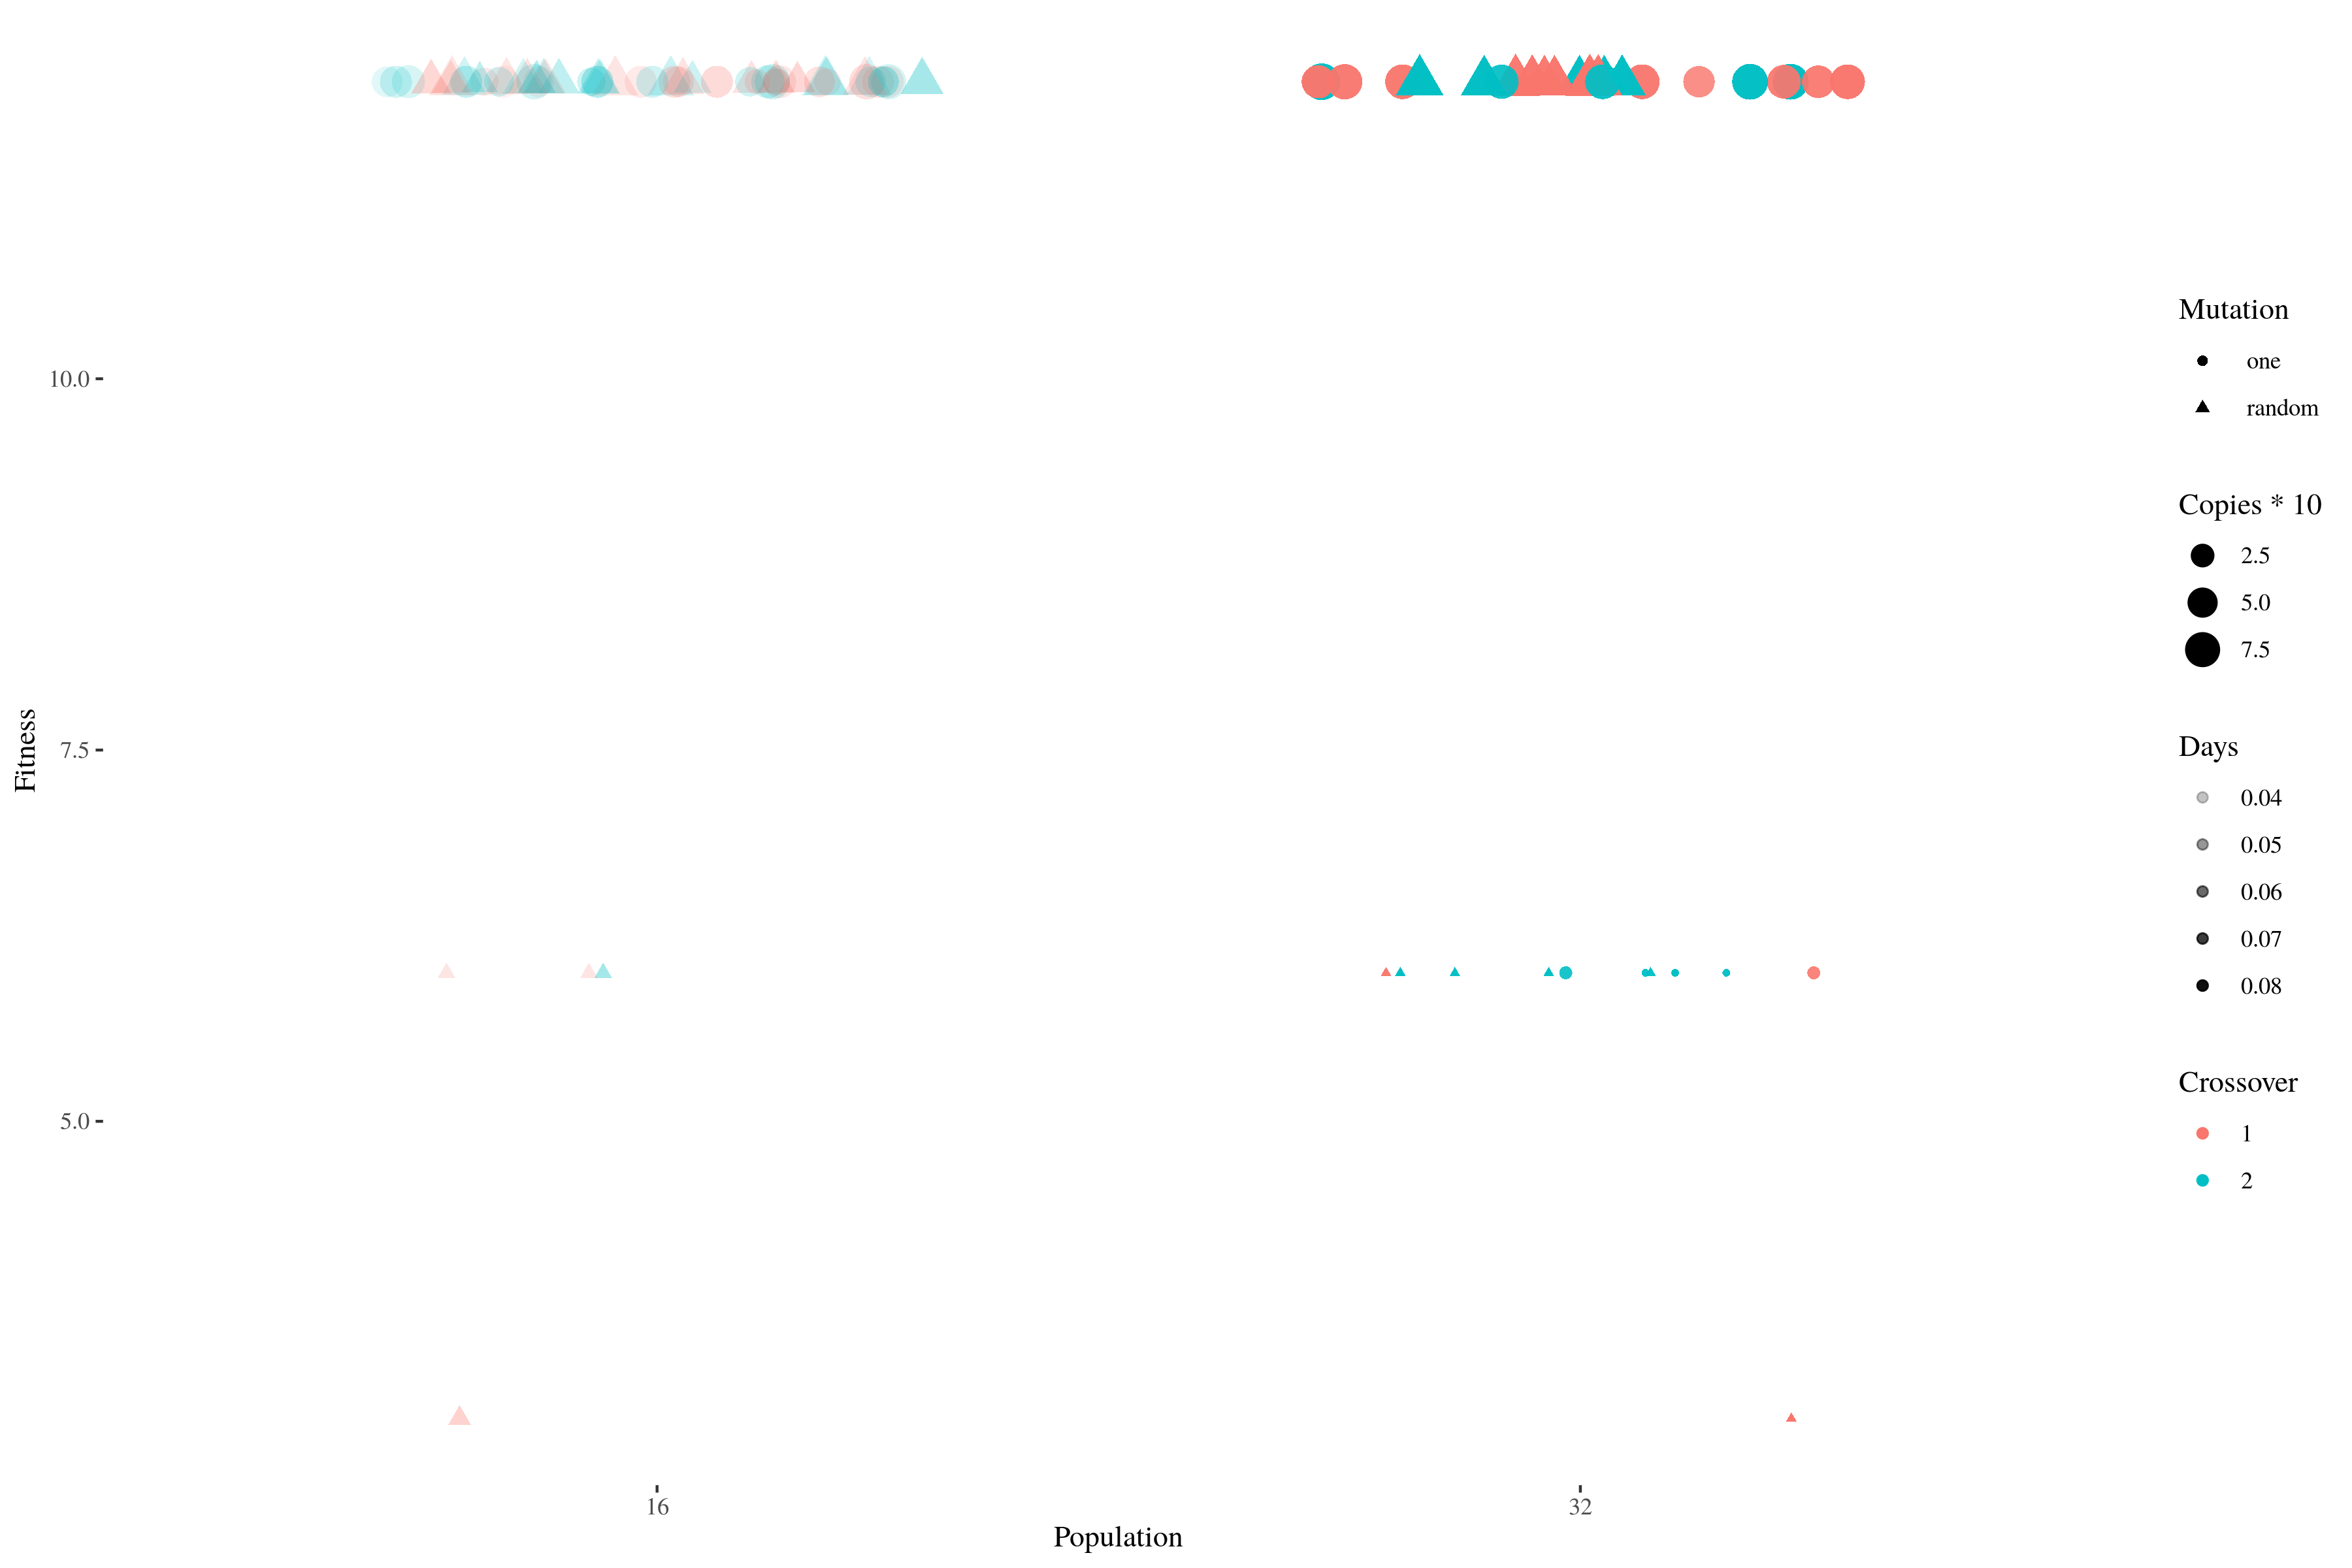 10.0
7.5
5.0
Fitness
16
32
Population
Mutation
one
random
Copies * 10
2.5
5.0
7.5
Days
0.04
0.05
0.06
0.07
0.08
Crossover
1
2